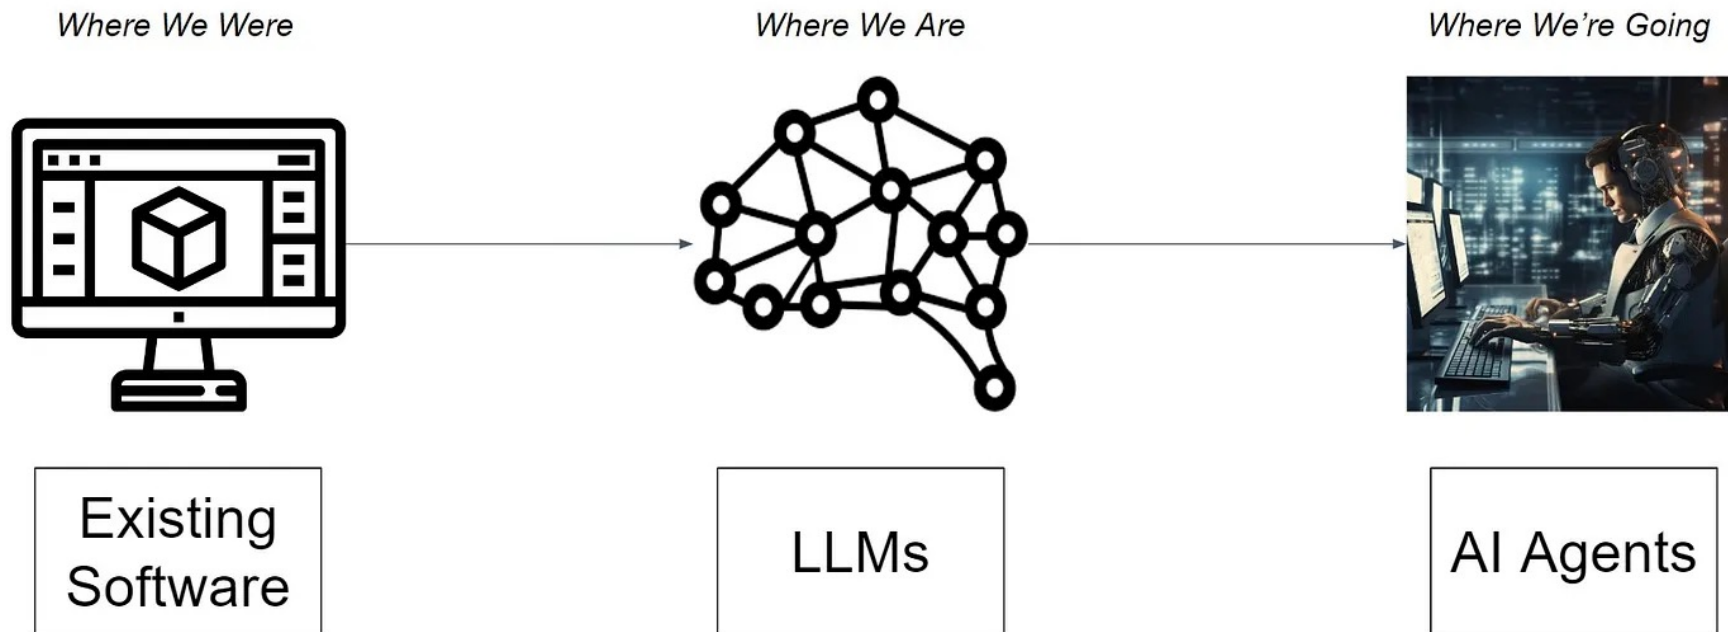 Where We Were
Where We Are
Where We're Going
Existing
Software
LLMs
AI Agents